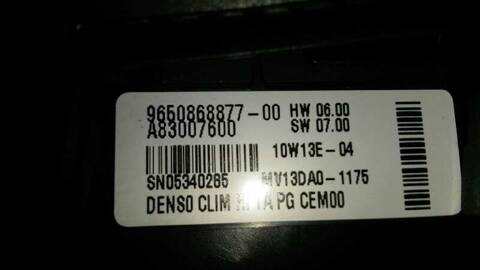 9650868877-00 HW 06.00
A83007600 SW 07.00
10W13E-04
SN05340285 MV13DA0-1175
DENSO CLIM PG CEM00